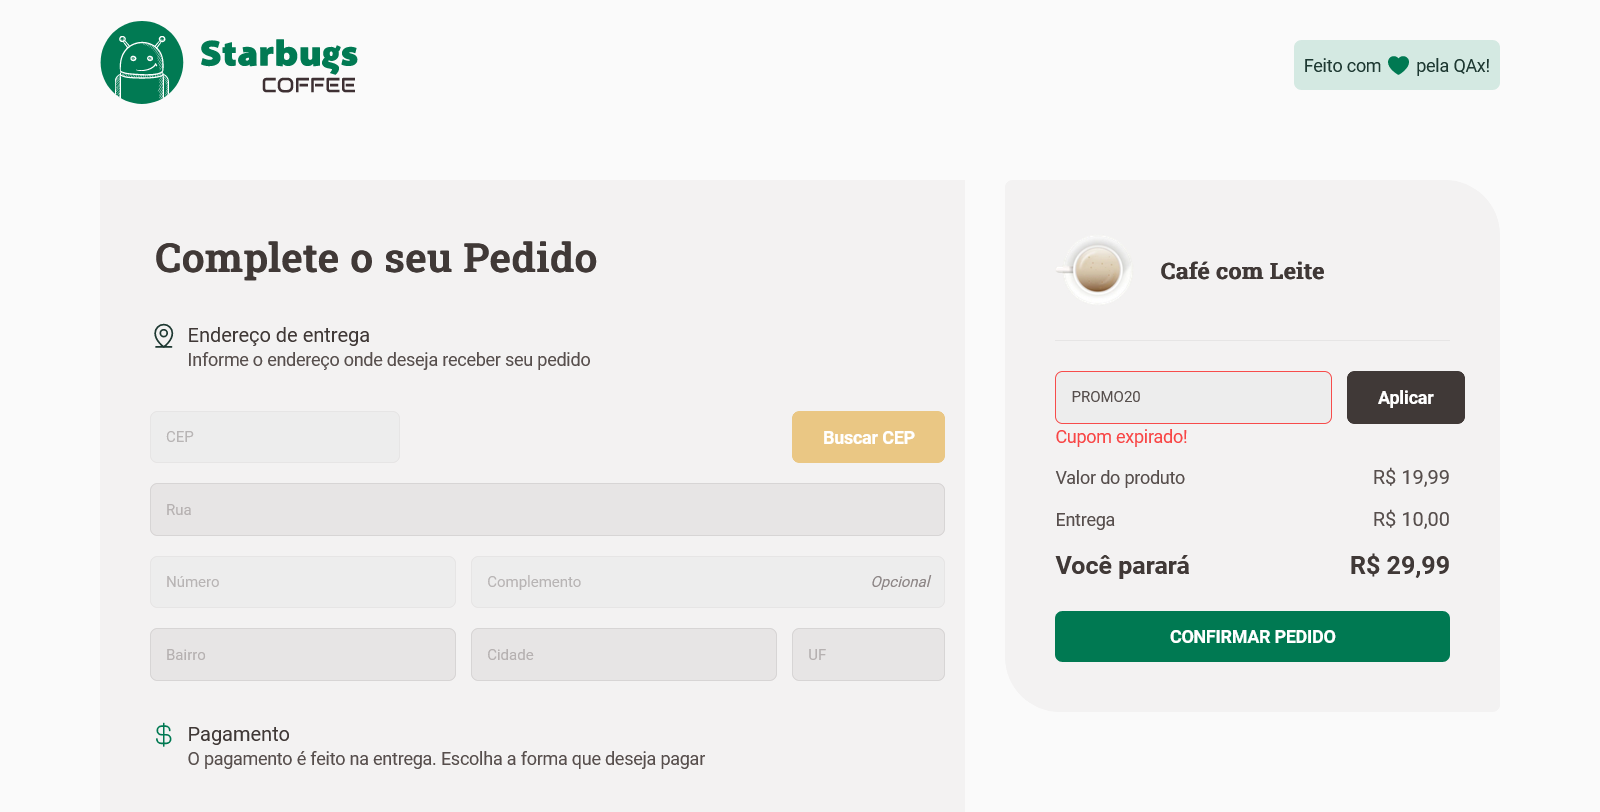 Starbugs
COFFEE
Feito com pela QAx!
Complete o seu Pedido
Endereço de entrega
Informe o endereço onde deseja receber seu pedido
CEP
Buscar CEP
Rua
Número
Complemento Opcional
Bairro
Cidade
UF
Pagamento
O pagamento é feito na entrega. Escolha a forma que deseja pagar
Café com Leite
PROMO20
Aplicar
Cupom expirado!
Valor do produto R$ 19,99
Entrega R$ 10,00
Você parará R$ 29,99
CONFIRMAR PEDIDO